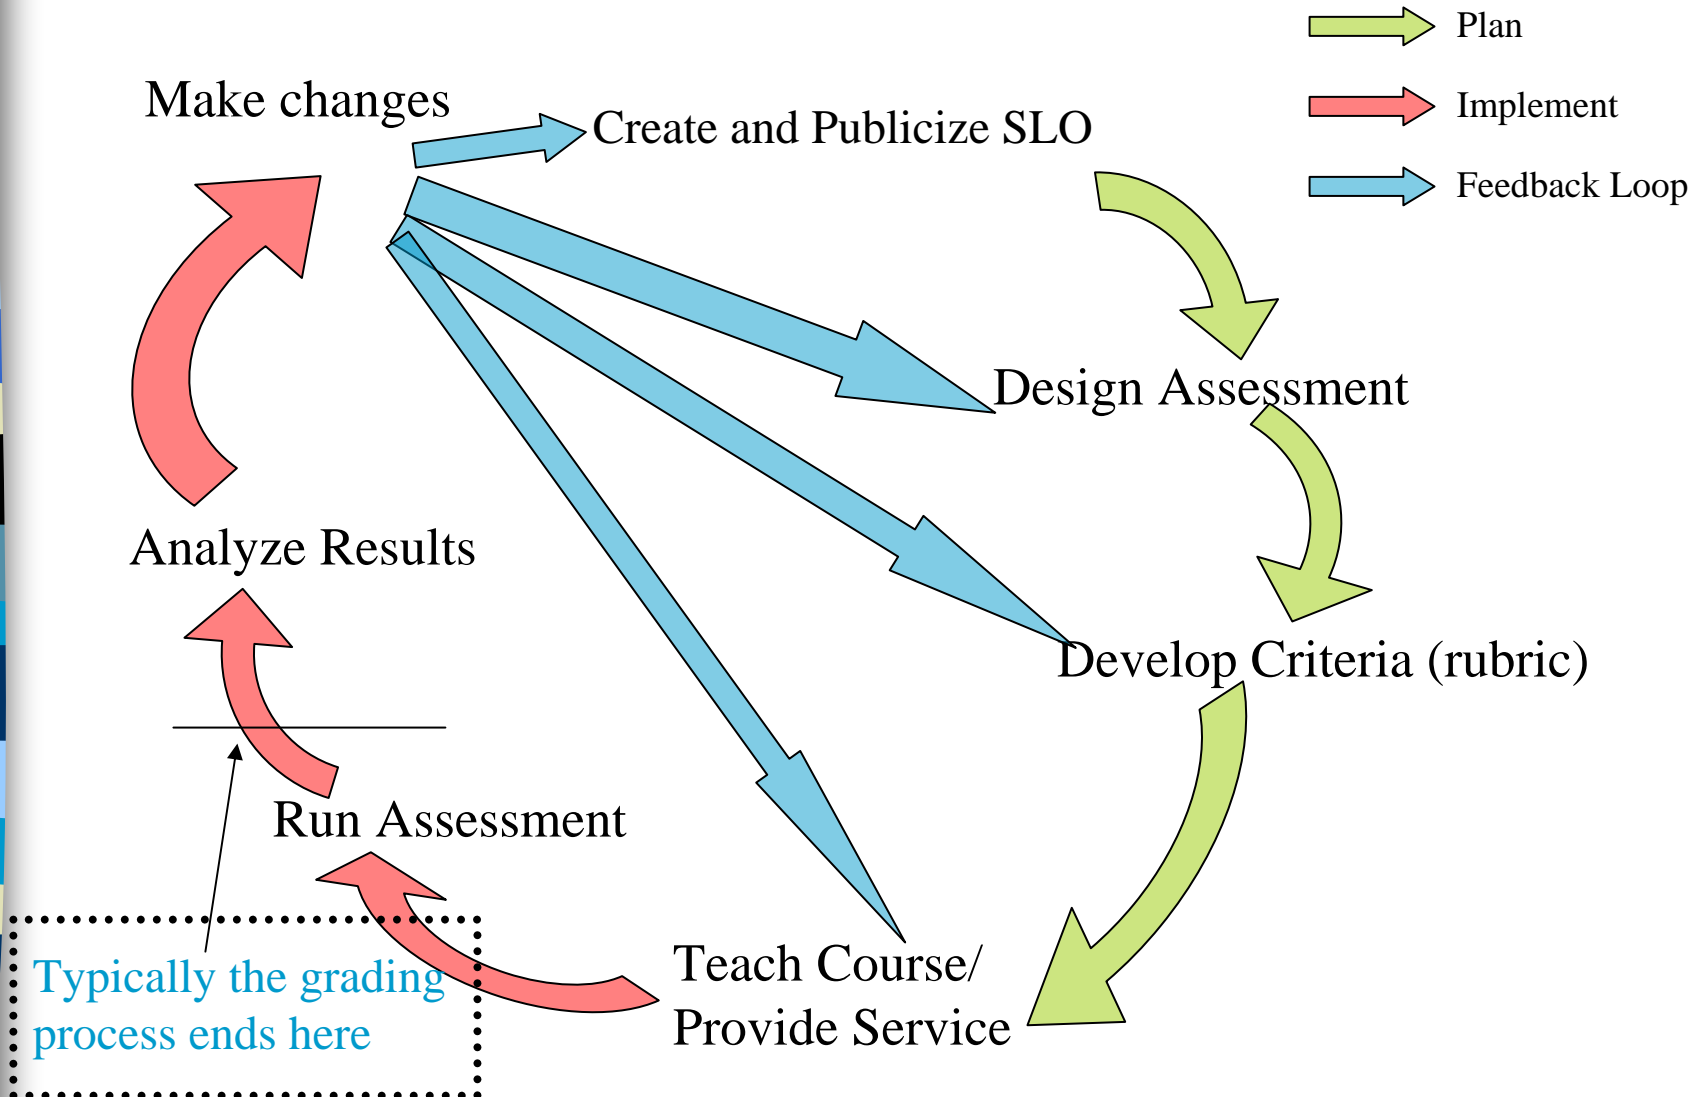 Plan
Implement
Feedback Loop
Make changes
Create and Publicize SLO
Design Assessment
Develop Criteria (rubric)
Teach Course/
Provide Service
Run Assessment
Analyze Results
Typically the grading
process ends here